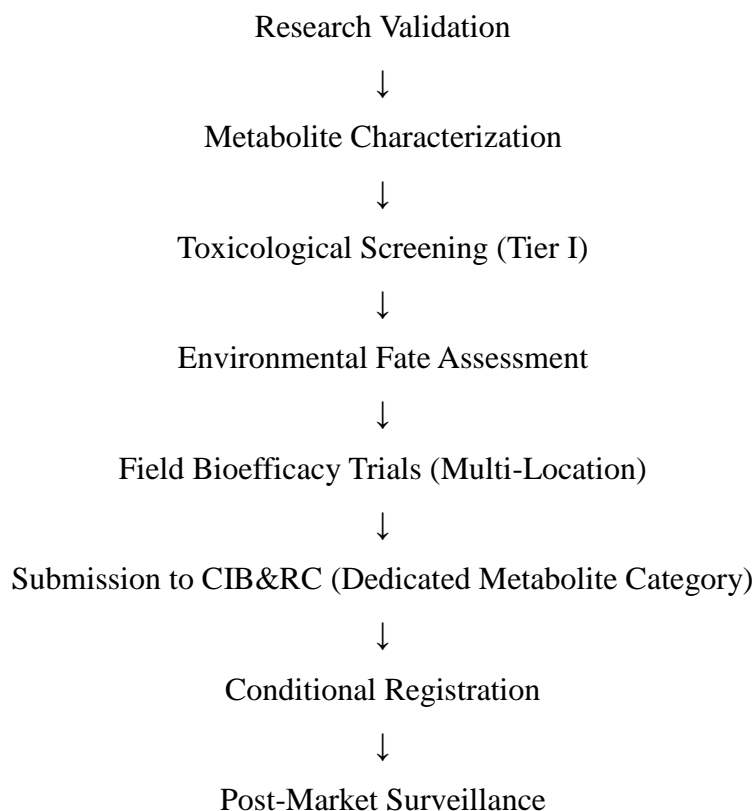 Research Validation
↓
Metabolite Characterization
↓
Toxicological Screening (Tier I)
↓
Environmental Fate Assessment
↓
Field Bioefficacy Trials (Multi-Location)
↓
Submission to CIB&RC (Dedicated Metabolite Category)
↓
Conditional Registration
↓
Post-Market Surveillance